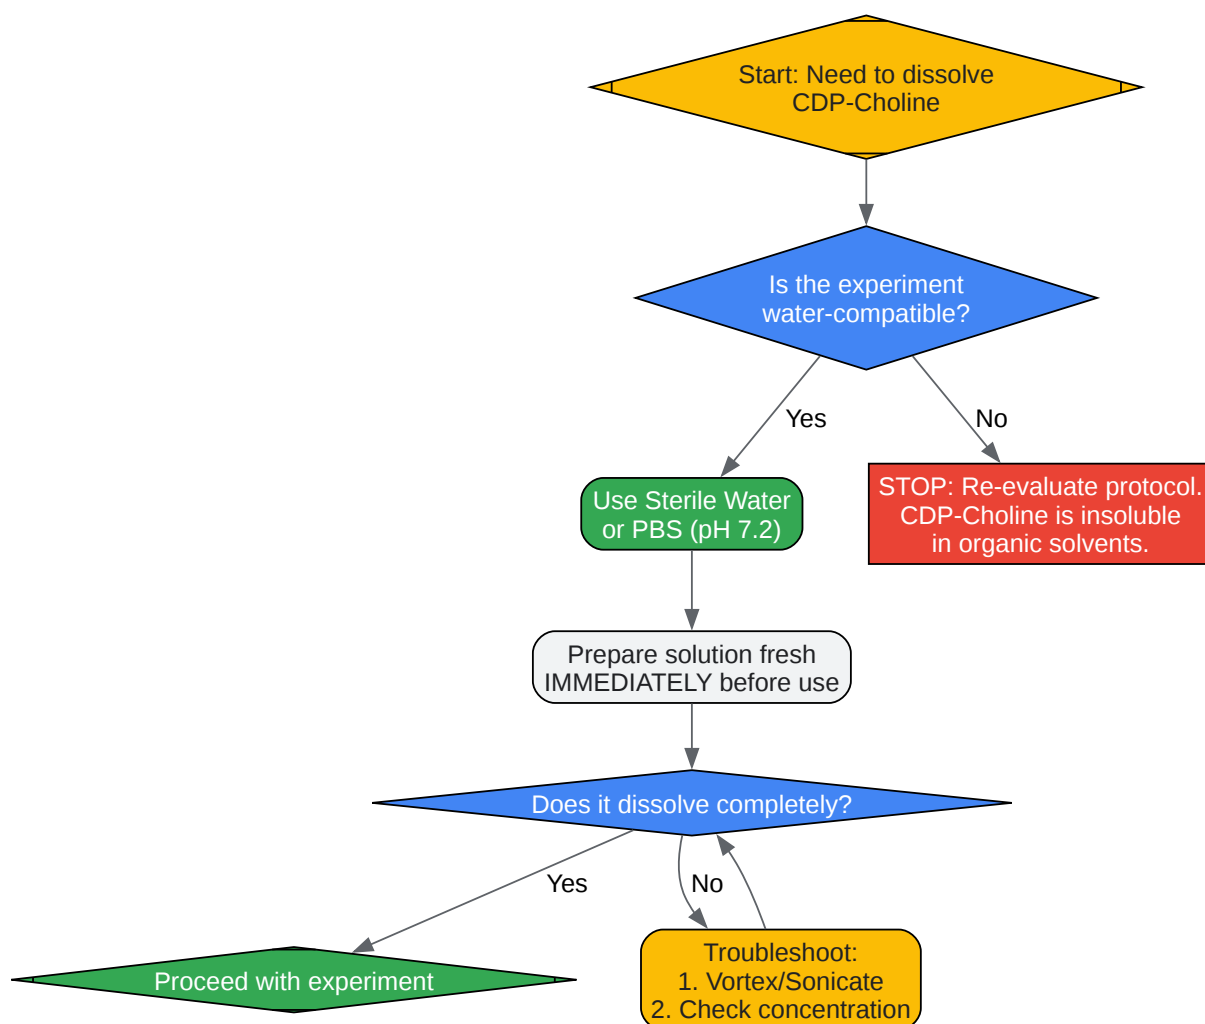 Start: Need to dissolve
CDP-Choline
Is the experiment
water-compatible?
Yes
No
Use Sterile Water
or PBS (pH 7.2)
STOP: Re-evaluate protocol.
CDP-Choline is insoluble
in organic solvents.
Prepare solution fresh
IMMEDIATELY before use
Does it dissolve completely?
Yes
No
Proceed with experiment
Troubleshoot:
1. Vortex/Sonicate
2. Check concentration